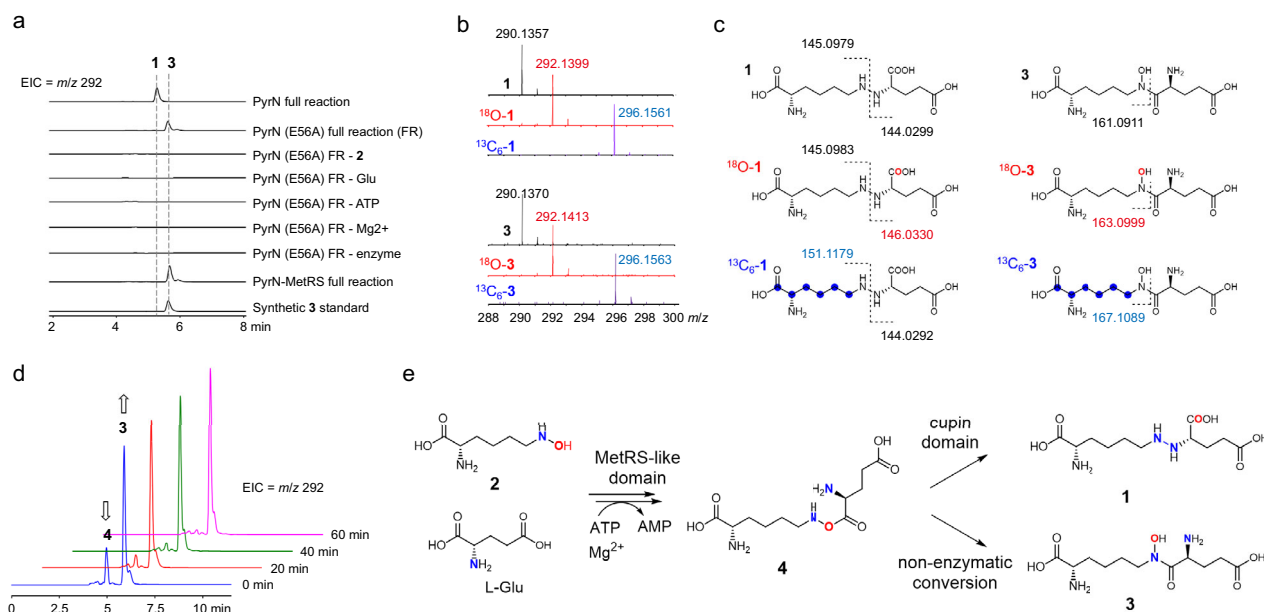 a
1 3
EIC = m/z 292
PyrN full reaction
PyrN (E56A) full reaction (FR)
PyrN (E56A) FR - 2
PyrN (E56A) FR - Glu
PyrN (E56A) FR - ATP
PyrN (E56A) FR - Mg2+
PyrN (E56A) FR - enzyme
PyrN-MetRS full reaction
Synthetic 3 standard
2 4 6 8 min
b
290.1357
292.1399
1
¹⁸O-1
296.1561
¹³C₆-1
290.1370
292.1413
3
¹⁸O-3
296.1563
¹³C₆-3
288 290 292 294 296 298 300 m/z
c
1
145.0979
O
HO
NH₂
H
N
N
H
COOH
OH
O
144.0299
3
O
HO
NH₂
OH
N
O
NH₂
OH
O
161.0911
¹⁸O-1
145.0983
O
HO
NH₂
H
N
N
H
COOH
OH
O
146.0330
¹⁸O-3
O
HO
NH₂
OH
N
O
NH₂
OH
O
163.0999
¹³C₆-1
151.1179
O
HO
NH₂
H
N
N
H
COOH
OH
O
144.0292
¹³C₆-3
O
HO
NH₂
OH
N
O
NH₂
OH
O
167.1089
d
3
4
EIC = m/z 292
60 min
40 min
20 min
0 min
0 2.5 5 7.5 10 min
e
O
HO
NH₂
H
N
OH
2
O
HO
NH₂
O
OH
L-Glu
MetRS-like
domain
ATP AMP
Mg²⁺
O
HO
NH₂
H
N
O
O
H₂N
O
OH
4
cupin
domain
non-enzymatic
conversion
O
HO
NH₂
H
N
N
H
COOH
OH
O
1
O
HO
NH₂
OH
N
O
NH₂
OH
O
3